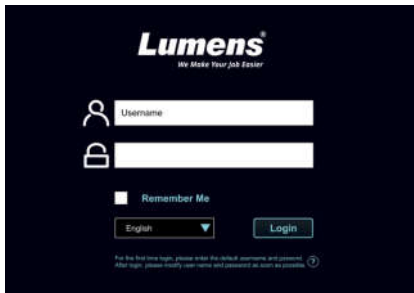 Lumens®
We Make Your Job Easier
Username
Remember Me
English
Login
For the first time login, please enter the default username and password.
After login, please modify user name and password as soon as possible. ?